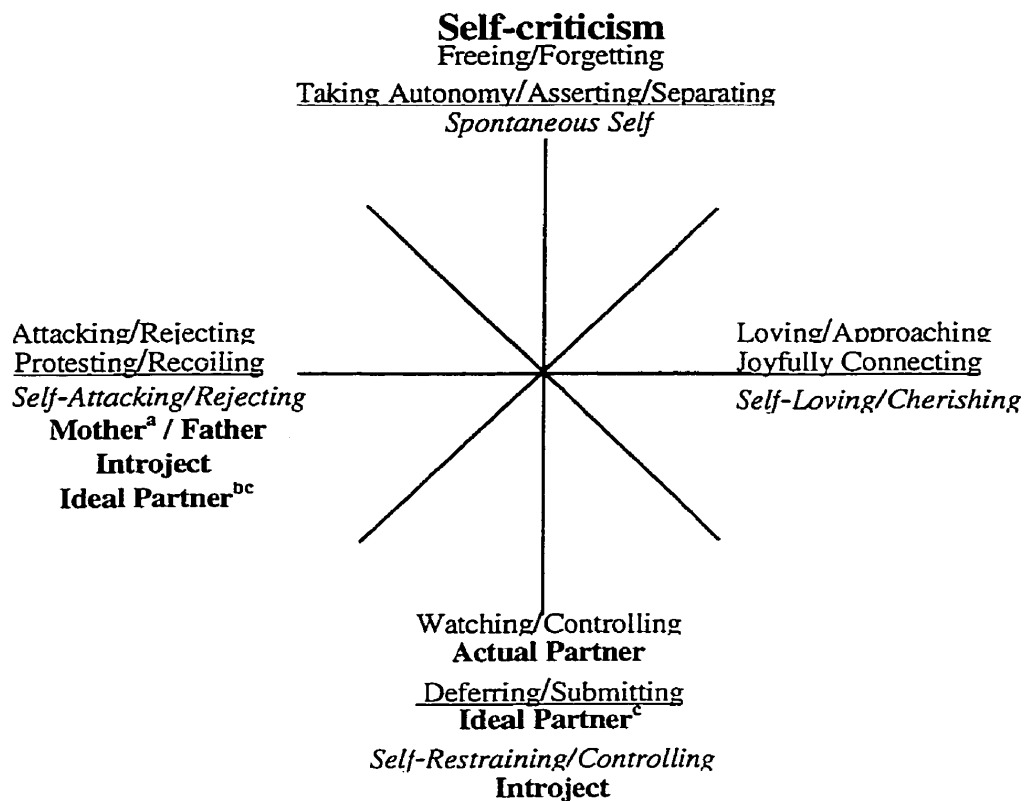 Self-criticism
Freeing/Forgetting
Taking Autonomy/Asserting/Separating
Spontaneous Self
Attacking/Rejecting
Protesting/Recoiling
Self-Attacking/Rejecting
Mother^a / Father
Introject
Ideal Partner^bc
Loving/Approaching
Joyfully Connecting
Self-Loving/Cherishing
Watching/Controlling
Actual Partner
Deferring/Submitting
Ideal Partner^c
Self-Restraining/Controlling
Introject